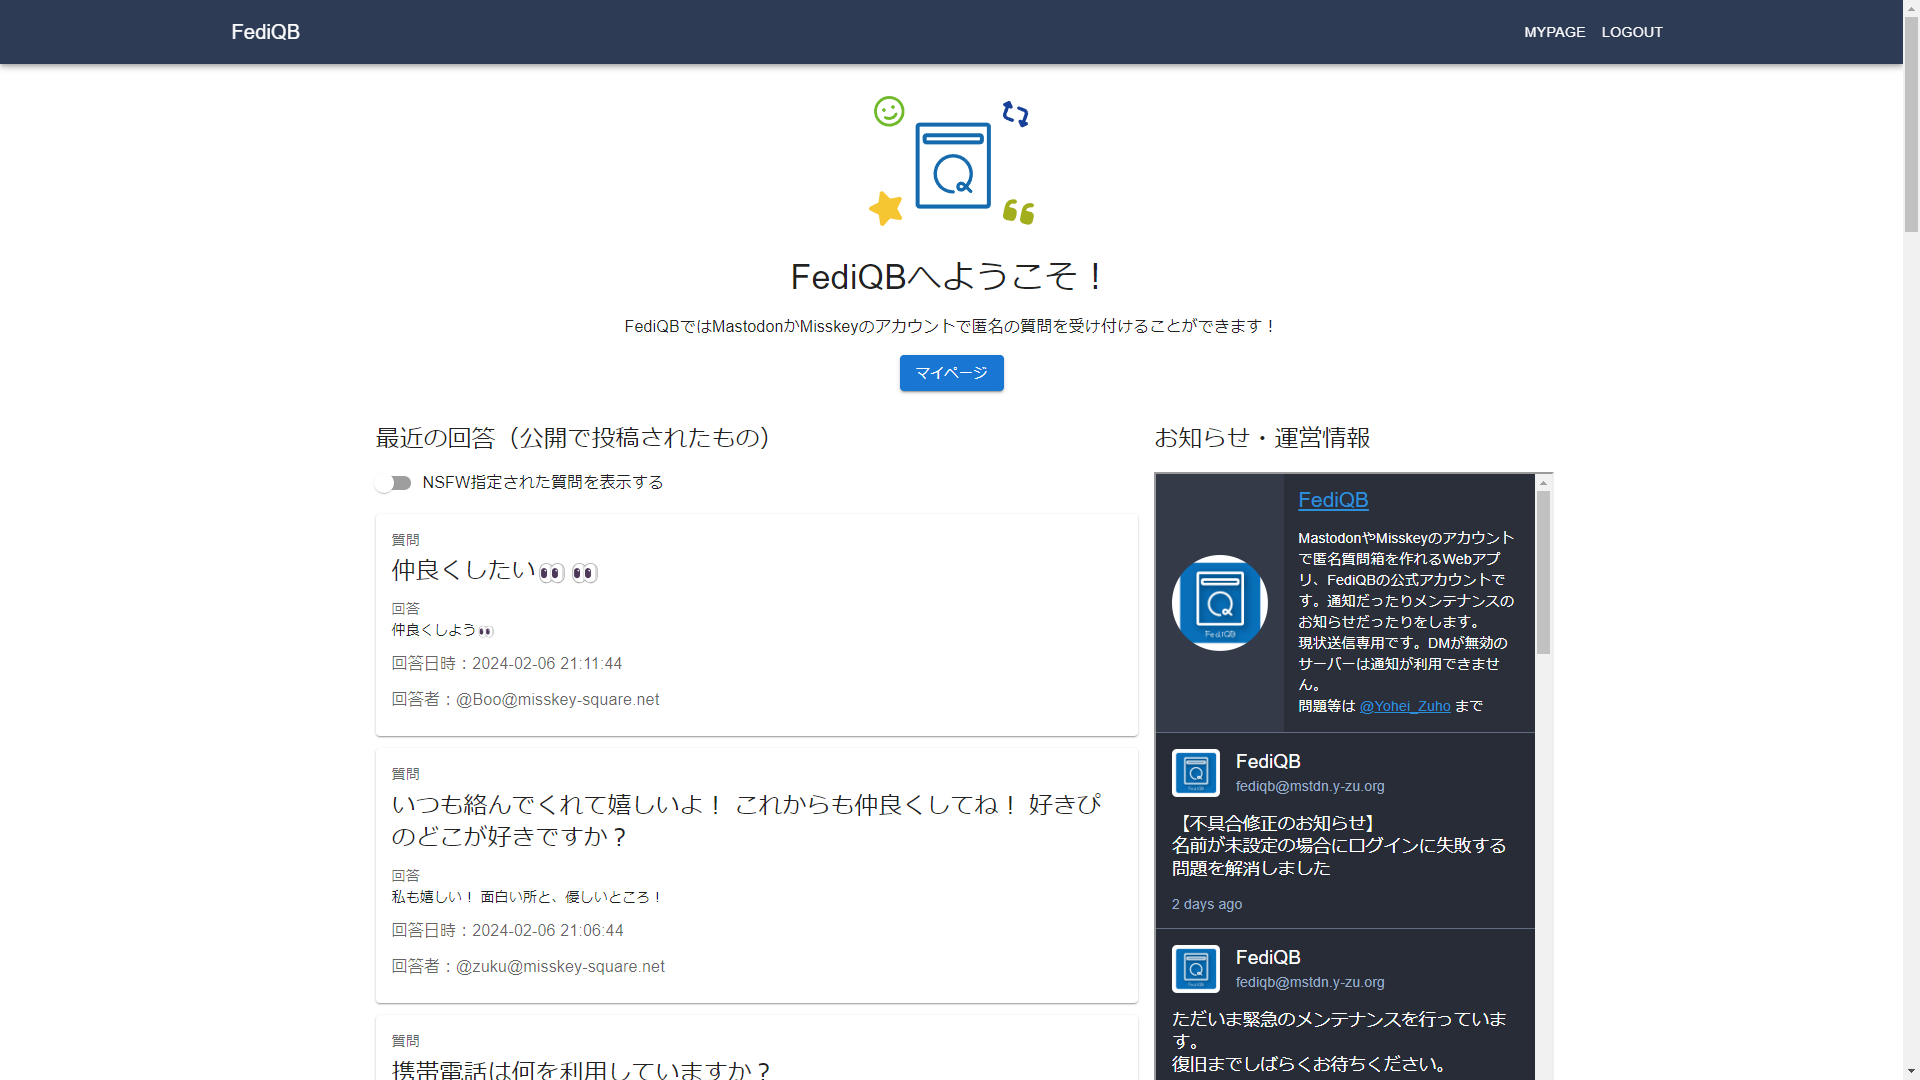 FediQB
MYPAGE
LOGOUT
FediQBへようこそ！
FediQBではMastodonかMisskeyのアカウントで匿名の質問を受け付けることができます！
マイページ
最近の回答（公開で投稿されたもの）
NSFW指定された質問を表示する
質問
仲良くしたい👀👀
回答
仲良くしよう👀
回答日時：2024-02-06 21:11:44
回答者：@Boo@misskey-square.net
質問
いつも絡んでくれて嬉しいよ！ これからも仲良くしてね！ 好きぴ
のどこが好きですか？
回答
私も嬉しい！ 面白い所と、優しいところ！
回答日時：2024-02-06 21:06:44
回答者：@zuku@misskey-square.net
質問
携帯電話は何を利用していますか？
お知らせ・運営情報
FediQB
FediQB
MastodonやMisskeyのアカウント
で匿名質問箱を作れるWebアプ
リ、FediQBの公式アカウントで
す。通知だったりメンテナンスの
お知らせだったりをします。
現状送信専用です。DMが無効の
サーバーは通知が利用できませ
ん。
問題等は @Yohei_Zuho まで
FediQB
fediqb@mstdn.y-zu.org
【不具合修正のお知らせ】
名前が未設定の場合にログインに失敗する
問題を解消しました
2 days ago
FediQB
fediqb@mstdn.y-zu.org
ただいま緊急のメンテナンスを行っていま
す。
復旧までしばらくお待ちください。